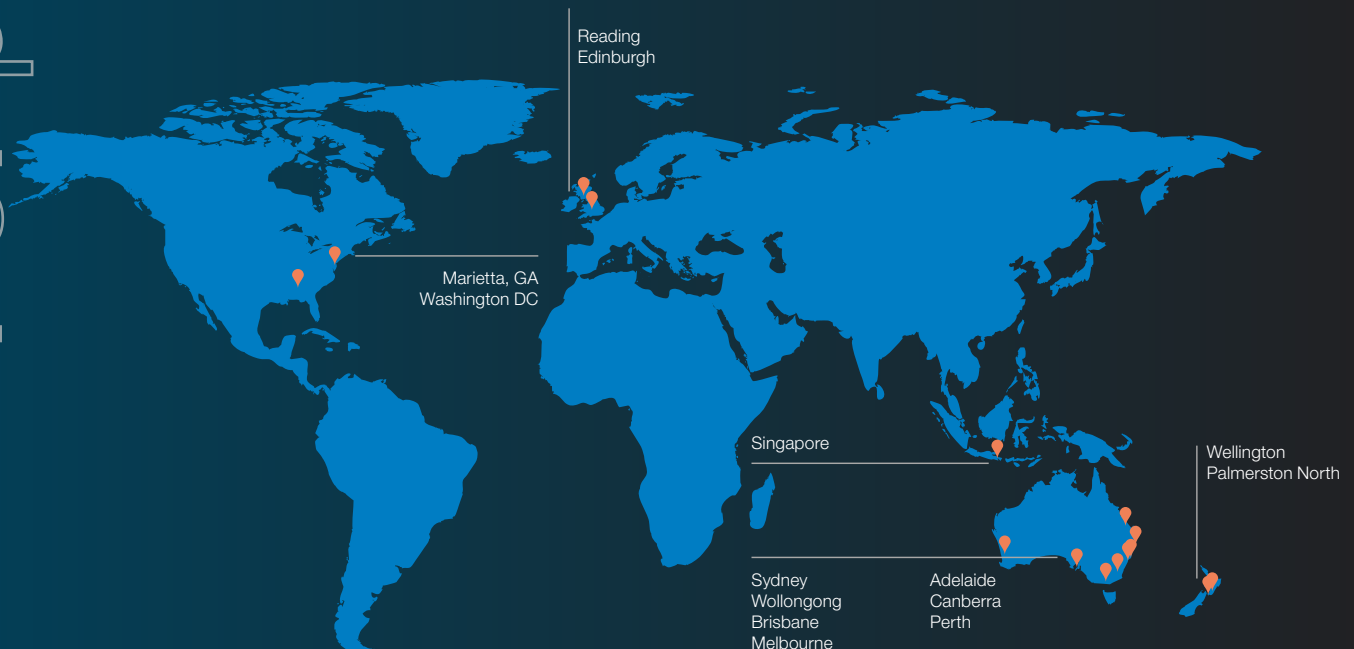 Reading
Edinburgh
Marietta, GA
Washington DC
Singapore
Wellington
Palmerston North
Sydney
Wollongong
Brisbane
Melbourne
Adelaide
Canberra
Perth